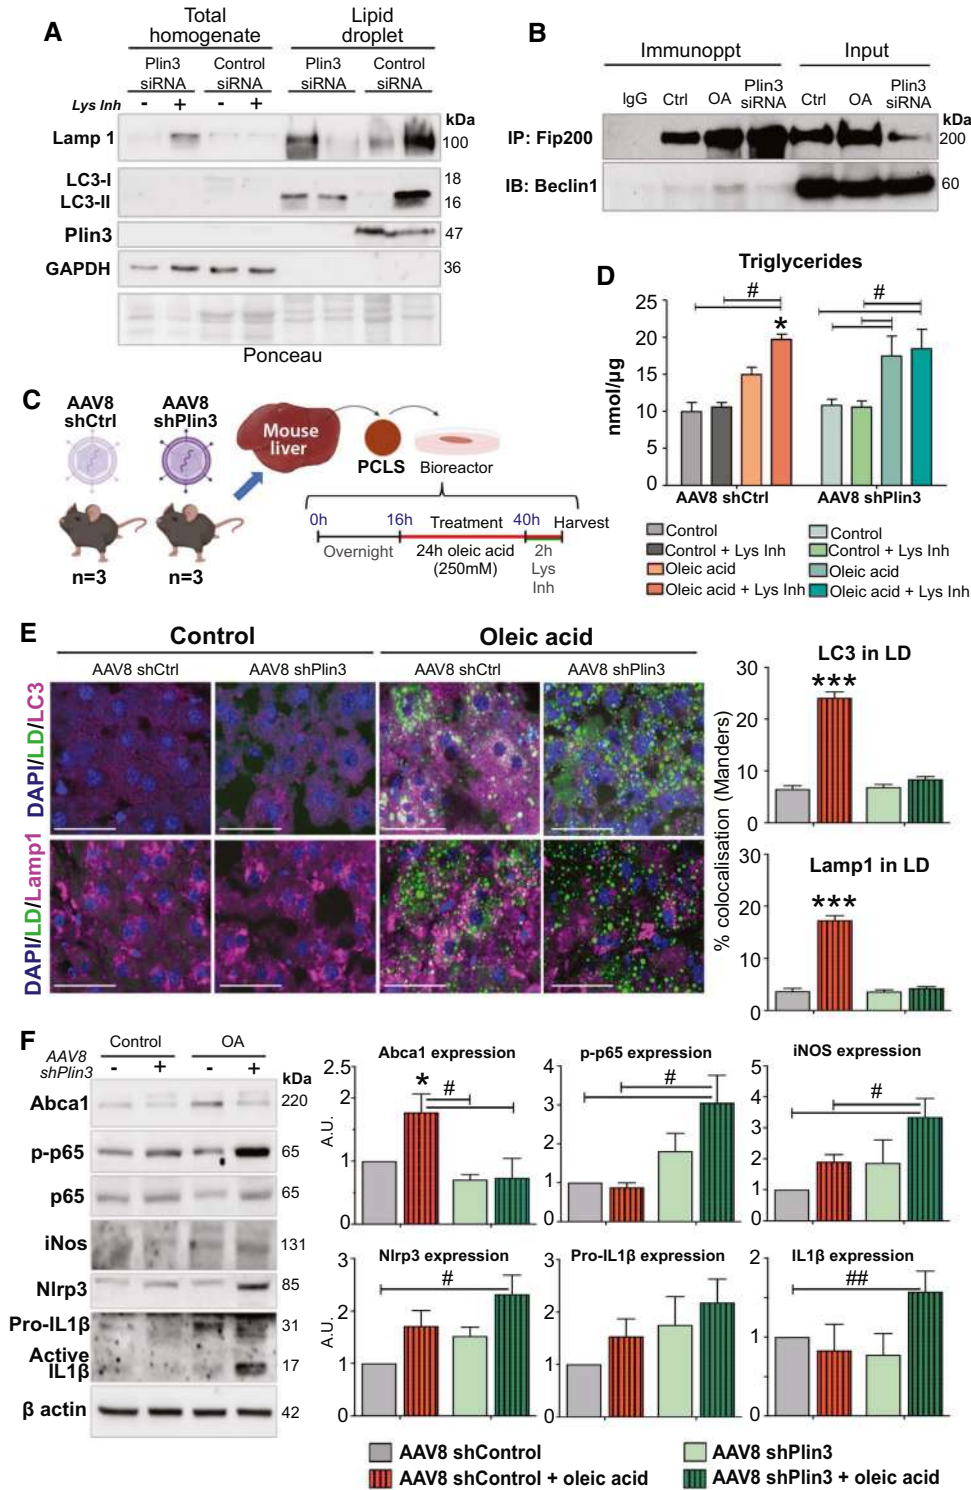 A
Total homogenate
Lipid droplet
Plin3 siRNA
Control siRNA
Plin3 siRNA
Control siRNA
Lys Inh - + - +
kDa
Lamp 1
100
LC3-I
18
LC3-II
16
Plin3
47
GAPDH
36
Ponceau
B
Immunoppt
Input
IgG Ctrl OA Plin3 siRNA Ctrl OA Plin3 siRNA
kDa
IP: Fip200
200
IB: Beclin1
60
C
AAV8 shCtrl
AAV8 shPlin3
n=3
n=3
Mouse liver
PCLS
Bioreactor
0h
16h
Treatment
40h
Harvest
Overnight
24h oleic acid (250mM)
2h Lys Inh
D
Triglycerides
nmol/µg
25
20
15
10
5
0
#
*
#
AAV8 shCtrl
AAV8 shPlin3
Control
Control + Lys Inh
Oleic acid
Oleic acid + Lys Inh
Control
Control + Lys Inh
Oleic acid
Oleic acid + Lys Inh
E
Control
Oleic acid
AAV8 shCtrl
AAV8 shPlin3
AAV8 shCtrl
AAV8 shPlin3
DAPI/LD/LC3
DAPI/LD/Lamp1
% colocalisation (Manders)
LC3 in LD
30
20
10
0
***
Lamp1 in LD
30
20
10
0
***
F
Control
OA
AAV8 shPlin3
- + - +
kDa
Abca1
220
p-p65
65
p65
65
iNos
131
Nlrp3
85
Pro-IL1β
31
Active IL1β
17
β actin
42
Abca1 expression
A.U.
2.5
2
1
0
*
#
p-p65 expression
4
3
2
1
0
#
iNOS expression
5
4
3
2
1
0
#
Nlrp3 expression
A.U.
3
2
1
0
#
Pro-IL1β expression
3
2
1
0
IL1β expression
2
1
0
##
AAV8 shControl
AAV8 shControl + oleic acid
AAV8 shPlin3
AAV8 shPlin3 + oleic acid